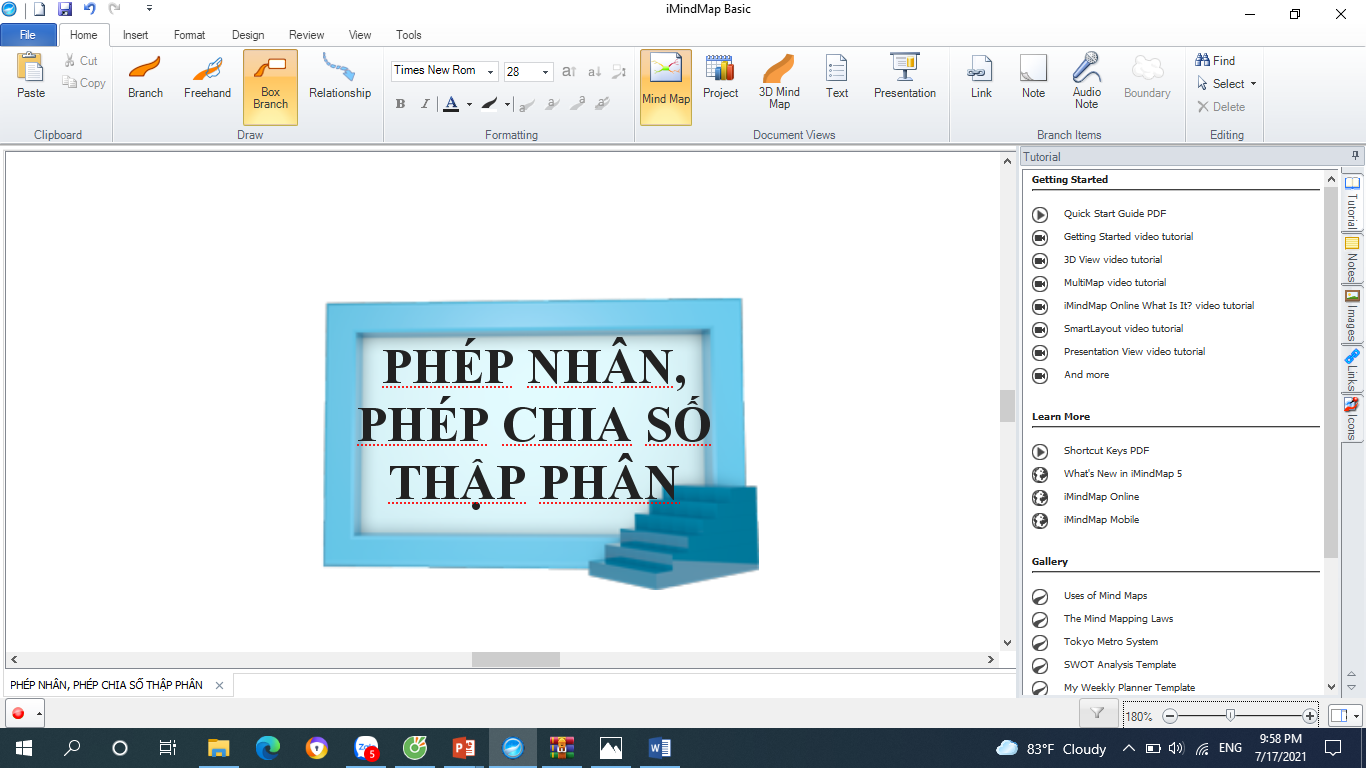 iMindMap Basic
File Home Insert Format Design Review View Tools
Paste
Cut
Copy
Clipboard
Branch
Freehand
Box Branch
Relationship
Draw
Times New Rom 28
B I A
Formatting
Mind Map
Project
3D Mind Map
Text
Presentation
Document Views
Link
Note
Audio Note
Boundary
Branch Items
Find
Select
Delete
Editing
PHÉP NHÂN,
PHÉP CHIA SỐ
THẬP PHÂN
Tutorial
Getting Started
Quick Start Guide PDF
Getting Started video tutorial
3D View video tutorial
MultiMap video tutorial
iMindMap Online What Is It? video tutorial
SmartLayout video tutorial
Presentation View video tutorial
And more
Learn More
Shortcut Keys PDF
What's New in iMindMap 5
iMindMap Online
iMindMap Mobile
Gallery
Uses of Mind Maps
The Mind Mapping Laws
Tokyo Metro System
SWOT Analysis Template
My Weekly Planner Template
Tutorial
Notes
Images
Links
Icons
PHÉP NHÂN, PHÉP CHIA SỐ THẬP PHÂN
180%
5
83°F Cloudy
ENG
9:58 PM
7/17/2021